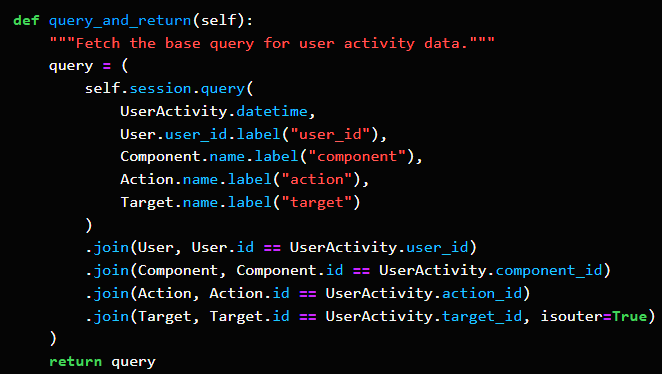 def query_and_return(self):
    """Fetch the base query for user activity data."""
    query = (
        self.session.query(
            UserActivity.datetime,
            User.user_id.label("user_id"),
            Component.name.label("component"),
            Action.name.label("action"),
            Target.name.label("target")
        )
        .join(User, User.id == UserActivity.user_id)
        .join(Component, Component.id == UserActivity.component_id)
        .join(Action, Action.id == UserActivity.action_id)
        .join(Target, Target.id == UserActivity.target_id, isouter=True)
    )
    return query